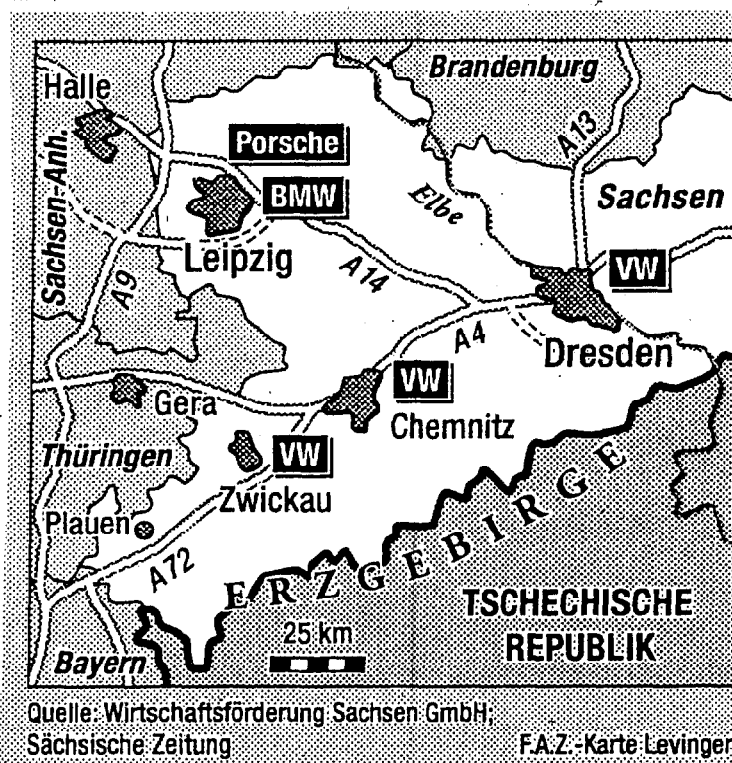 Brandenburg
Halle
A13
Porsche
Sachsen-Anh.
BMW
Elbe
Sachsen
Leipzig
VW
A9
A14
A4
Dresden
VW
Gera
Chemnitz
Thüringen
VW
Zwickau
Plauen
A72
ERZGEBIRGE
TSCHECHISCHE
REPUBLIK
25 km
Bayern
Quelle: Wirtschaftsförderung Sachsen GmbH;
Sächsische Zeitung
F.A.Z.-Karte Levinger